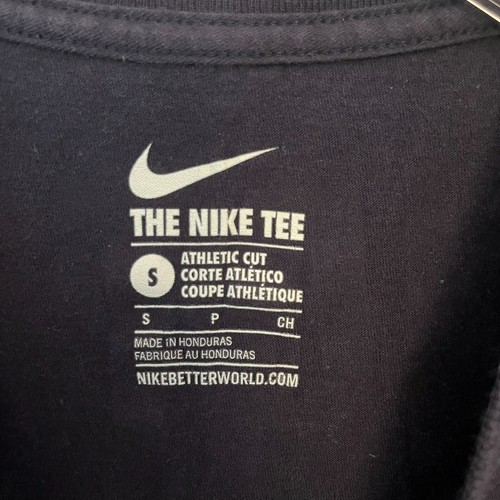 THE NIKE TEE
S
ATHLETIC CUT
CORTE ATLÉTICO
COUPE ATHLÉTIQUE
S P CH
MADE IN HONDURAS
FABRIQUE AU HONDURAS
NIKEBETTERWORLD.COM